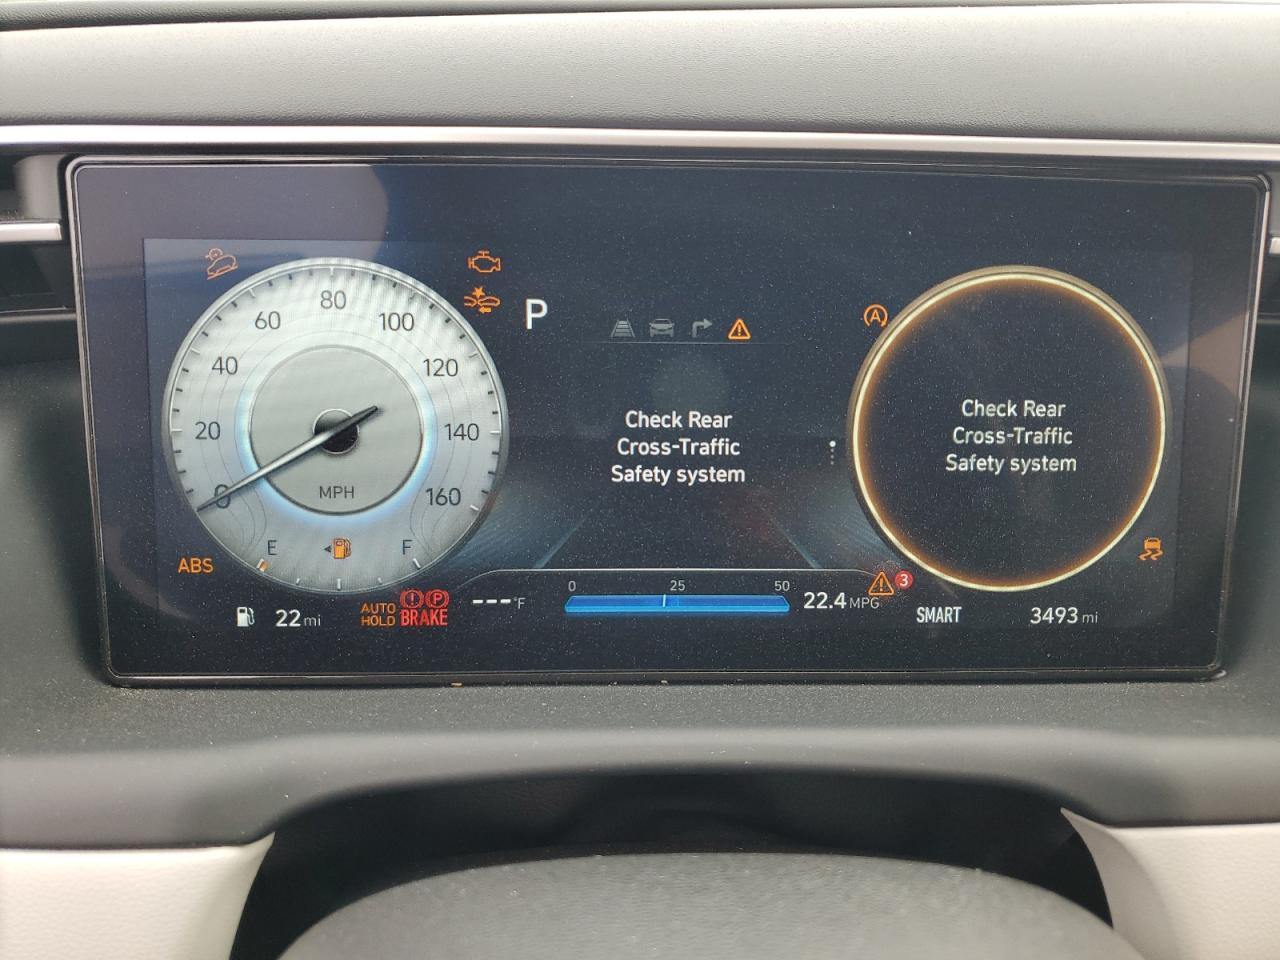 80
60
100
40
120
20
140
0
MPH
160
E
F
ABS
22 mi
AUTO
HOLD
P
BRAKE
---°F
P
Check Rear
Cross-Traffic
Safety system
0 25 50
22.4 MPG
3
A
Check Rear
Cross-Traffic
Safety system
SMART
3493 mi